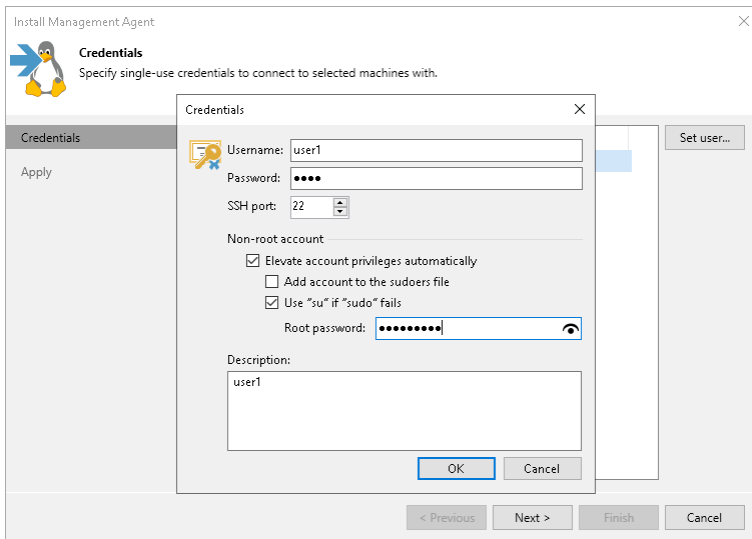 Install Management Agent
Credentials
Specify single-use credentials to connect to selected machines with.
Credentials
Apply
Set user...
Credentials
Username: user1
Password: ●●●●
SSH port: 22
Non-root account
Elevate account privileges automatically
Add account to the sudoers file
Use "su" if "sudo" fails
Root password: ●●●●●●●●●
Description:
user1
OK Cancel
< Previous Next > Finish Cancel